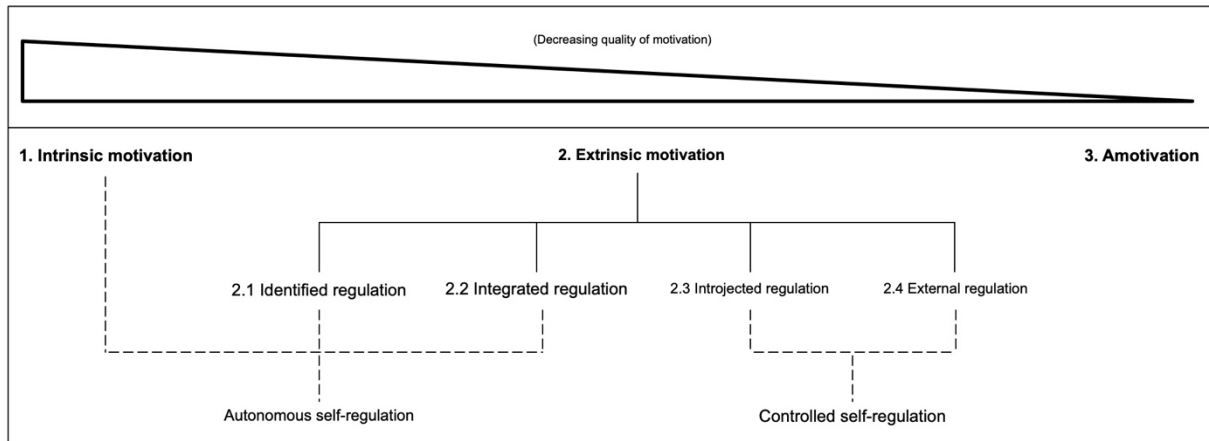 (Decreasing quality of motivation)
1. Intrinsic motivation
2. Extrinsic motivation
3. Amotivation
2.1 Identified regulation
2.2 Integrated regulation
2.3 Introjected regulation
2.4 External regulation
Autonomous self-regulation
Controlled self-regulation